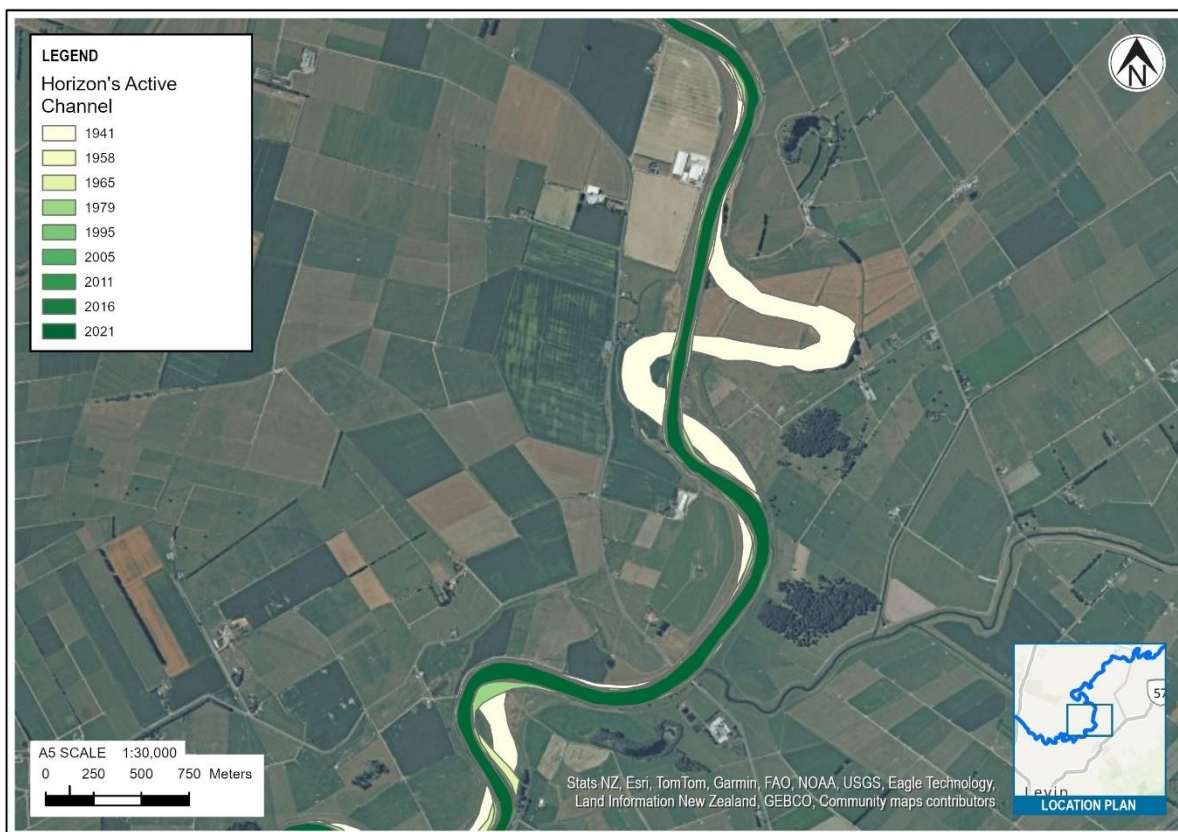 LEGEND
Horizon's Active
Channel
1941
1958
1965
1979
1995
2005
2011
2016
2021
N
A5 SCALE 1:30,000
0 250 500 750 Meters
Stats NZ, Esri, TomTom, Garmin, FAO, NOAA, USGS, Eagle Technology,
Land Information New Zealand, GEBCO, Community maps contributors
57
Levin
LOCATION PLAN